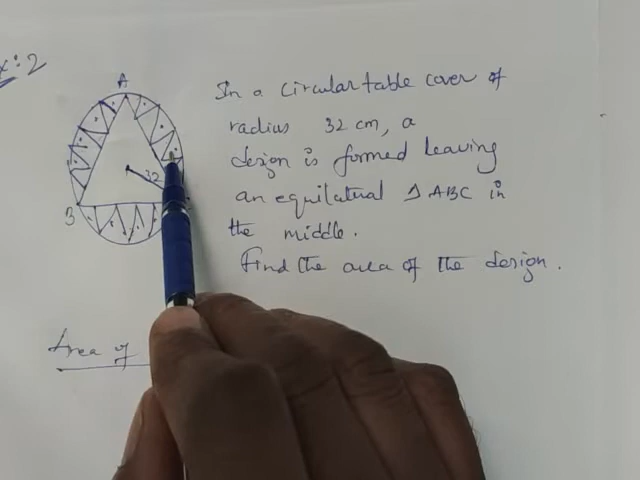 Ex: 2
A
B
32
In a circular table cover of
radius 32 cm, a
design is formed leaving
an equilateral Δ ABC in
the middle.
Find the area of the design.
Area of